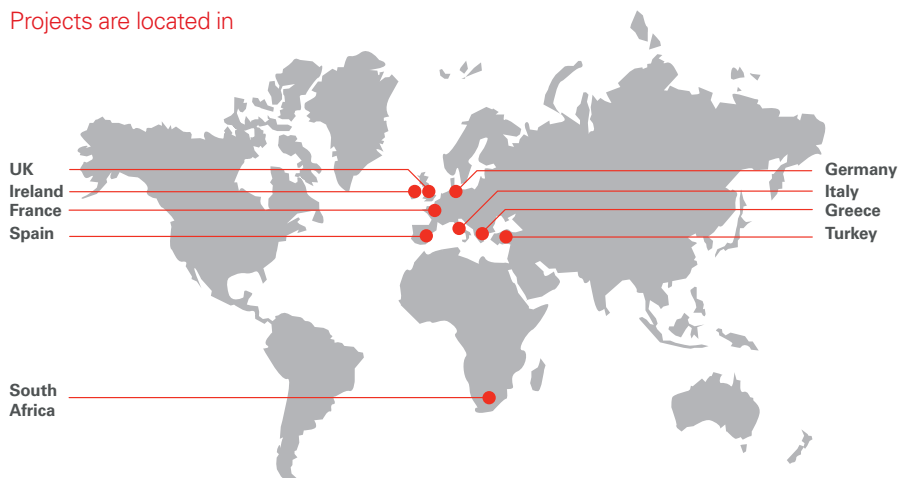 Projects are located in
UK
Ireland
France
Spain
Germany
Italy
Greece
Turkey
South
Africa